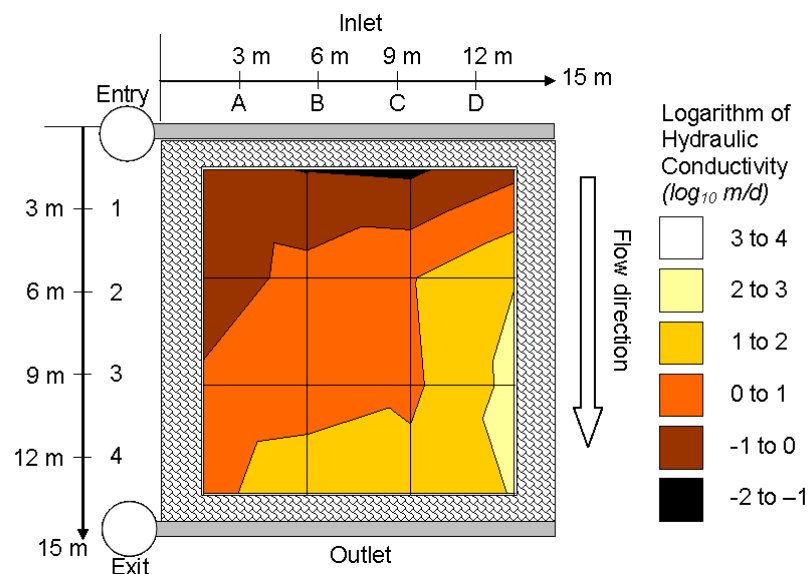 Inlet
3 m 6 m 9 m 12 m
15 m
A B C D
Entry
3 m 1
6 m 2
9 m 3
12 m 4
15 m
Exit
Outlet
Flow direction
Logarithm of
Hydraulic
Conductivity
(log₁₀ m/d)
3 to 4
2 to 3
1 to 2
0 to 1
-1 to 0
-2 to –1